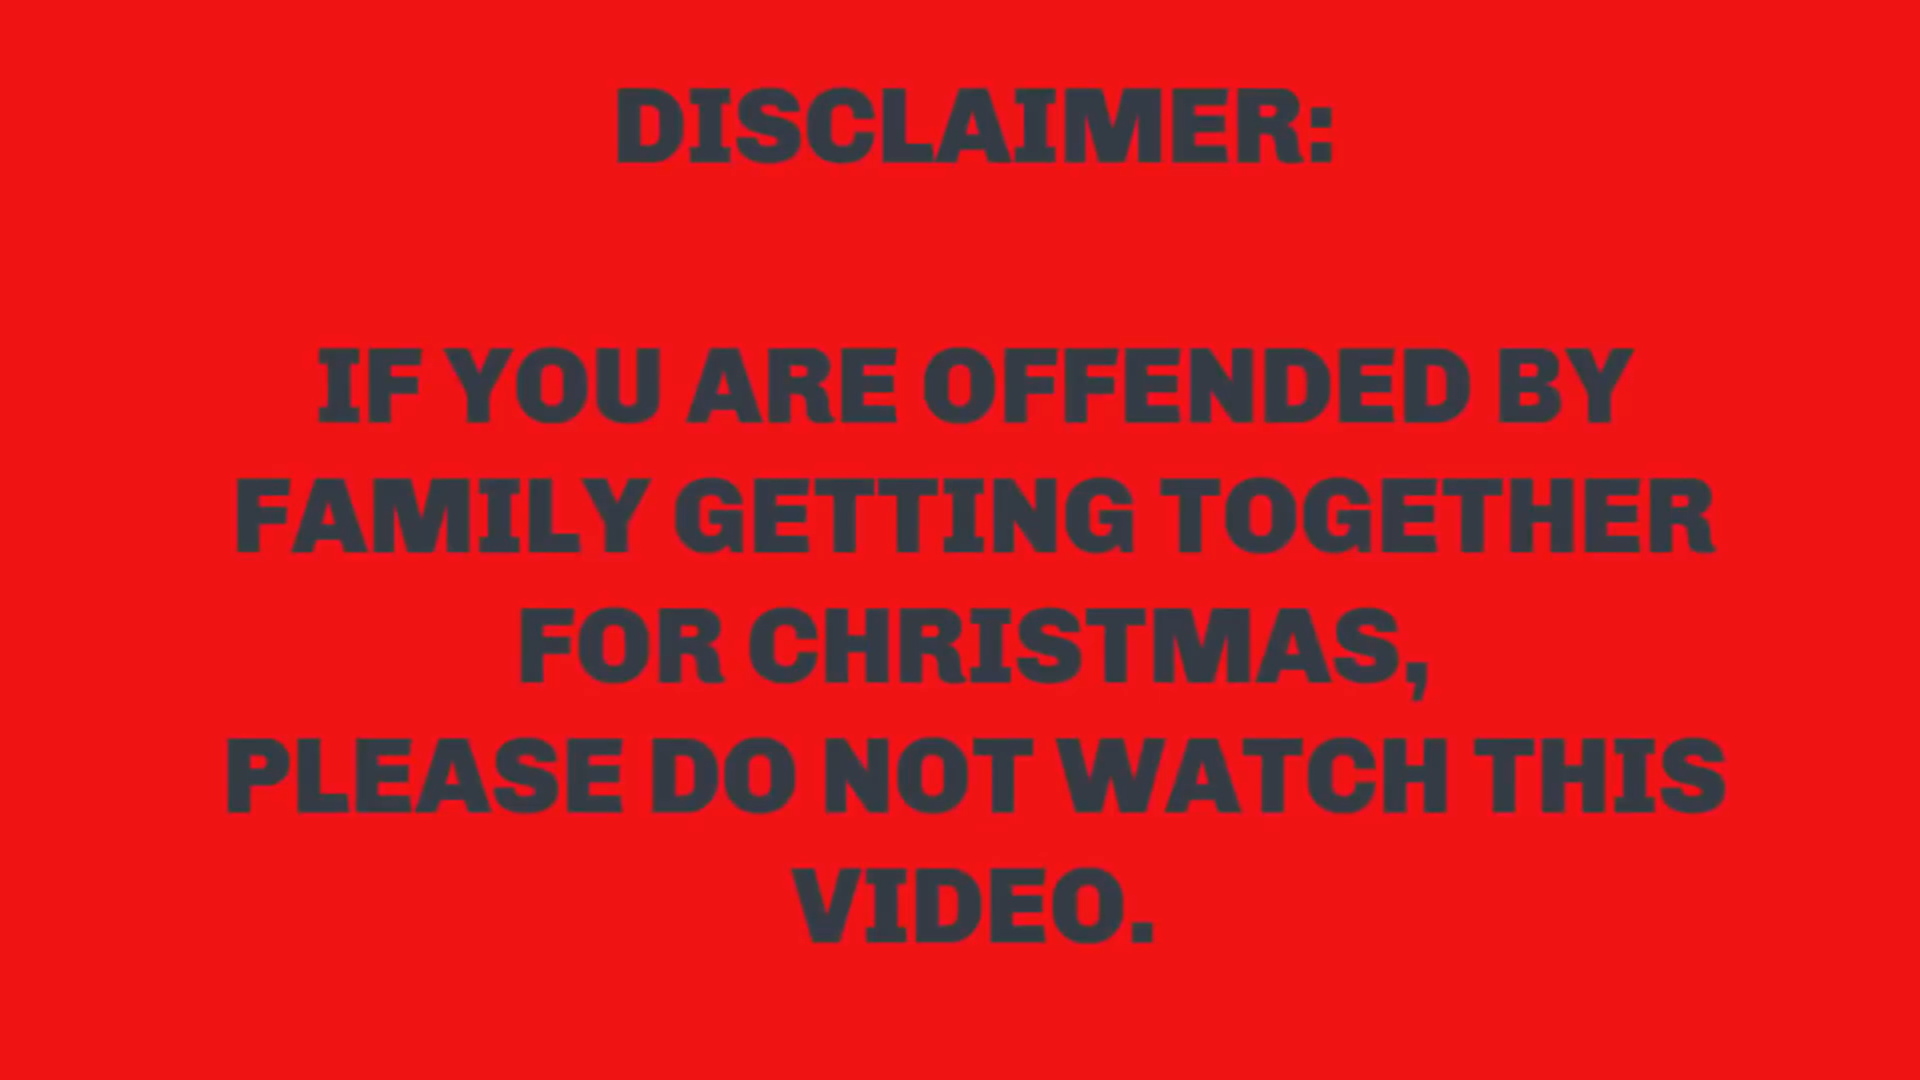 DISCLAIMER:
IF YOU ARE OFFENDED BY
FAMILY GETTING TOGETHER
FOR CHRISTMAS,
PLEASE DO NOT WATCH THIS
VIDEO.